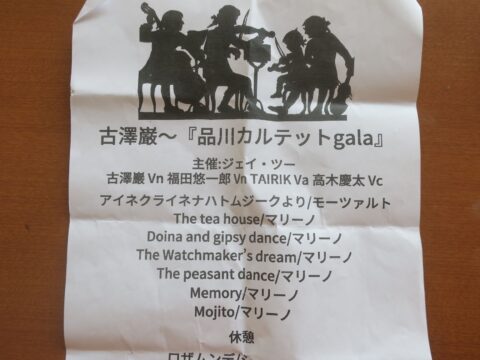 古澤巌～『品川カルテットgala』
主催:ジェイ・ツー
古澤巌 Vn 福田悠一郎 Vn TAIRIK Va 高木慶太 Vc
アイネクライネナハトムジークより/モーツァルト
The tea house/マリーノ
Doina and gipsy dance/マリーノ
The Watchmaker's dream/マリーノ
The peasant dance/マリーノ
Memory/マリーノ
Mojito/マリーノ
休憩
ロザムンデ/